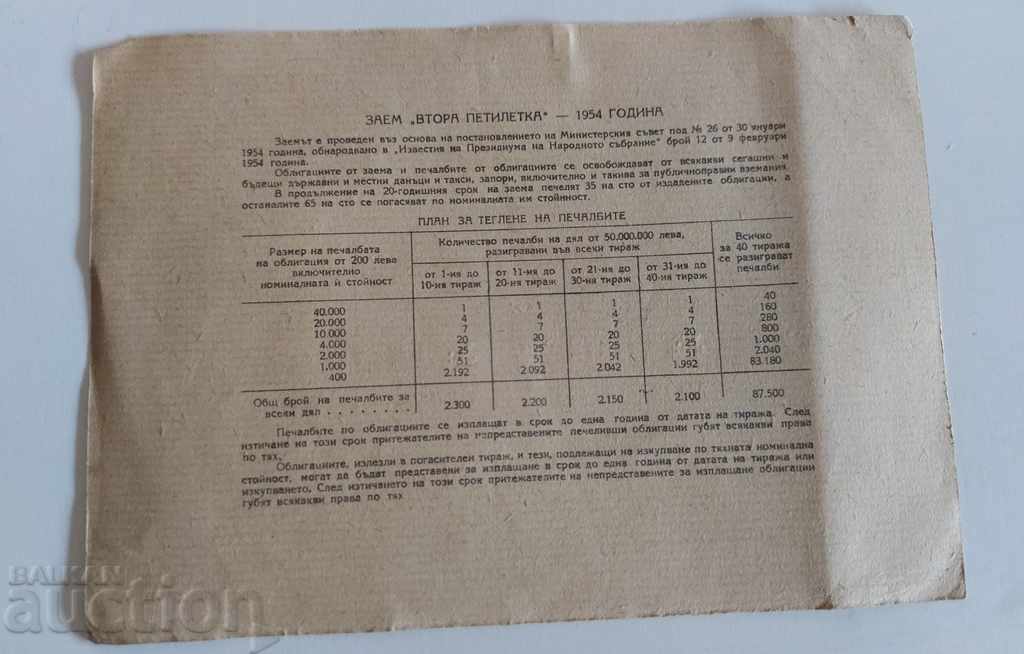 ЗАЕМ „ВТОРА ПЕТИЛЕТКА" — 1954 ГОДИНА
Заемът е проведен въз основа на постановлението на Министерския съвет под № 26 от 30 януари
1954 година, обнародвано в „Известия на Президиума на Народното събрание" брой 12 от 9 февруари
1954 година.
Облигациите от заема и печалбите от облигациите се освобождават от всякакви сегашни и
бъдещи държавни и местни данъци и такси, запори, включително и такива за публичноправни вземания.
В продължение на 20-годишния срок на заема печелят 35 на сто от издадените облигации, а
останалите 65 на сто се погасяват по номиналната им стойност.
ПЛАН ЗА ТЕГЛЕНЕ НА ПЕЧАЛБИТЕ
Размер на печалбата
на облигация от 200 лева
включително
номиналната ѝ стойност
Количество печалби на дял от 50.000.000 лева,
разигравани във всеки тираж
от 1-ия до
10-ия тираж
от 11-ия до
20-ия тираж
от 21-ия до
30-ия тираж
от 31-ия до
40-ия тираж
Всичко
за 40 тиража
се разиграват
печалби
40.000 1 1 1 1 40
20.000 4 4 4 4 160
10.000 7 7 7 7 280
4.000 20 20 20 20 800
2.000 25 25 25 25 1.000
1.000 51 51 51 51 2.040
400 2.192 2.092 2.042 1.992 83.180
Общ брой на печалбите за
всеки дял . . . . . . . . 2.300 2.200 2.150 2.100 87.500
Печалбите по облигациите се изплащат в срок до една година от датата на тиража. След
изтичане на този срок притежателите на непредставените печеливши облигации губят всякакви права
по тях.
Облигациите, излезли в погасителен тираж, и тези, подлежащи на изкупване по тяхната номинална
стойност, могат да бъдат представени за изплащане в срок до една година от датата на тиража или
изкупването. След изтичането на този срок притежателите на непредставените за изплащане облигации
губят всякакви права по тях
BALKAN
auction